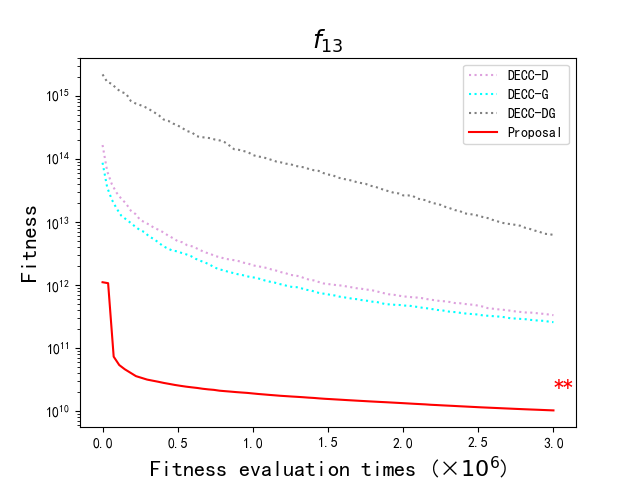 f13
DECC-D
DECC-G
DECC-DG
Proposal
10^15
10^14
10^13
10^12
10^11
10^10
Fitness
**
0.0 0.5 1.0 1.5 2.0 2.5 3.0
Fitness evaluation times (×10^6)